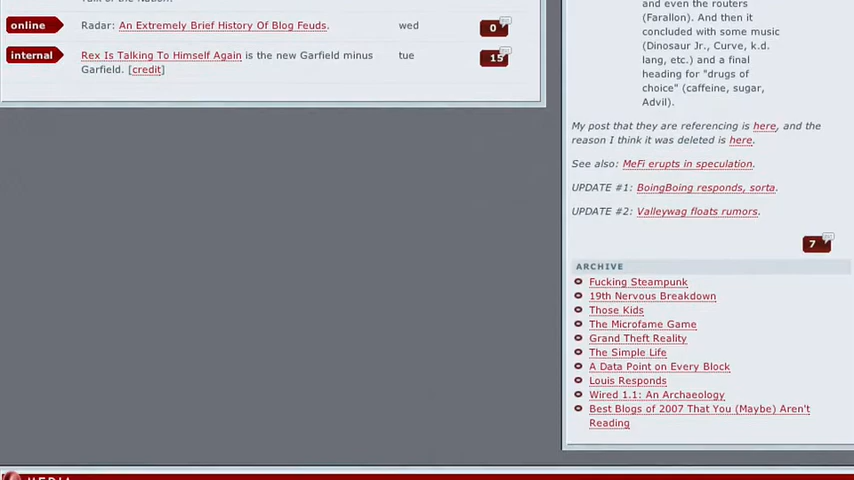 Talk of the Nation.
online Radar: An Extremely Brief History Of Blog Feuds. wed 0
internal Rex Is Talking To Himself Again is the new Garfield minus tue 15
Garfield. [credit]
and even the routers
(Farallon). And then it
concluded with some music
(Dinosaur Jr., Curve, k.d.
lang, etc.) and a final
heading for "drugs of
choice" (caffeine, sugar,
Advil).
My post that they are referencing is here, and the
reason I think it was deleted is here.
See also: MeFi erupts in speculation.
UPDATE #1: BoingBoing responds, sorta.
UPDATE #2: Valleywag floats rumors.
7
ARCHIVE
Fucking Steampunk
19th Nervous Breakdown
Those Kids
The Microfame Game
Grand Theft Reality
The Simple Life
A Data Point on Every Block
Louis Responds
Wired 1.1: An Archaeology
Best Blogs of 2007 That You (Maybe) Aren't
Reading
MEDIA